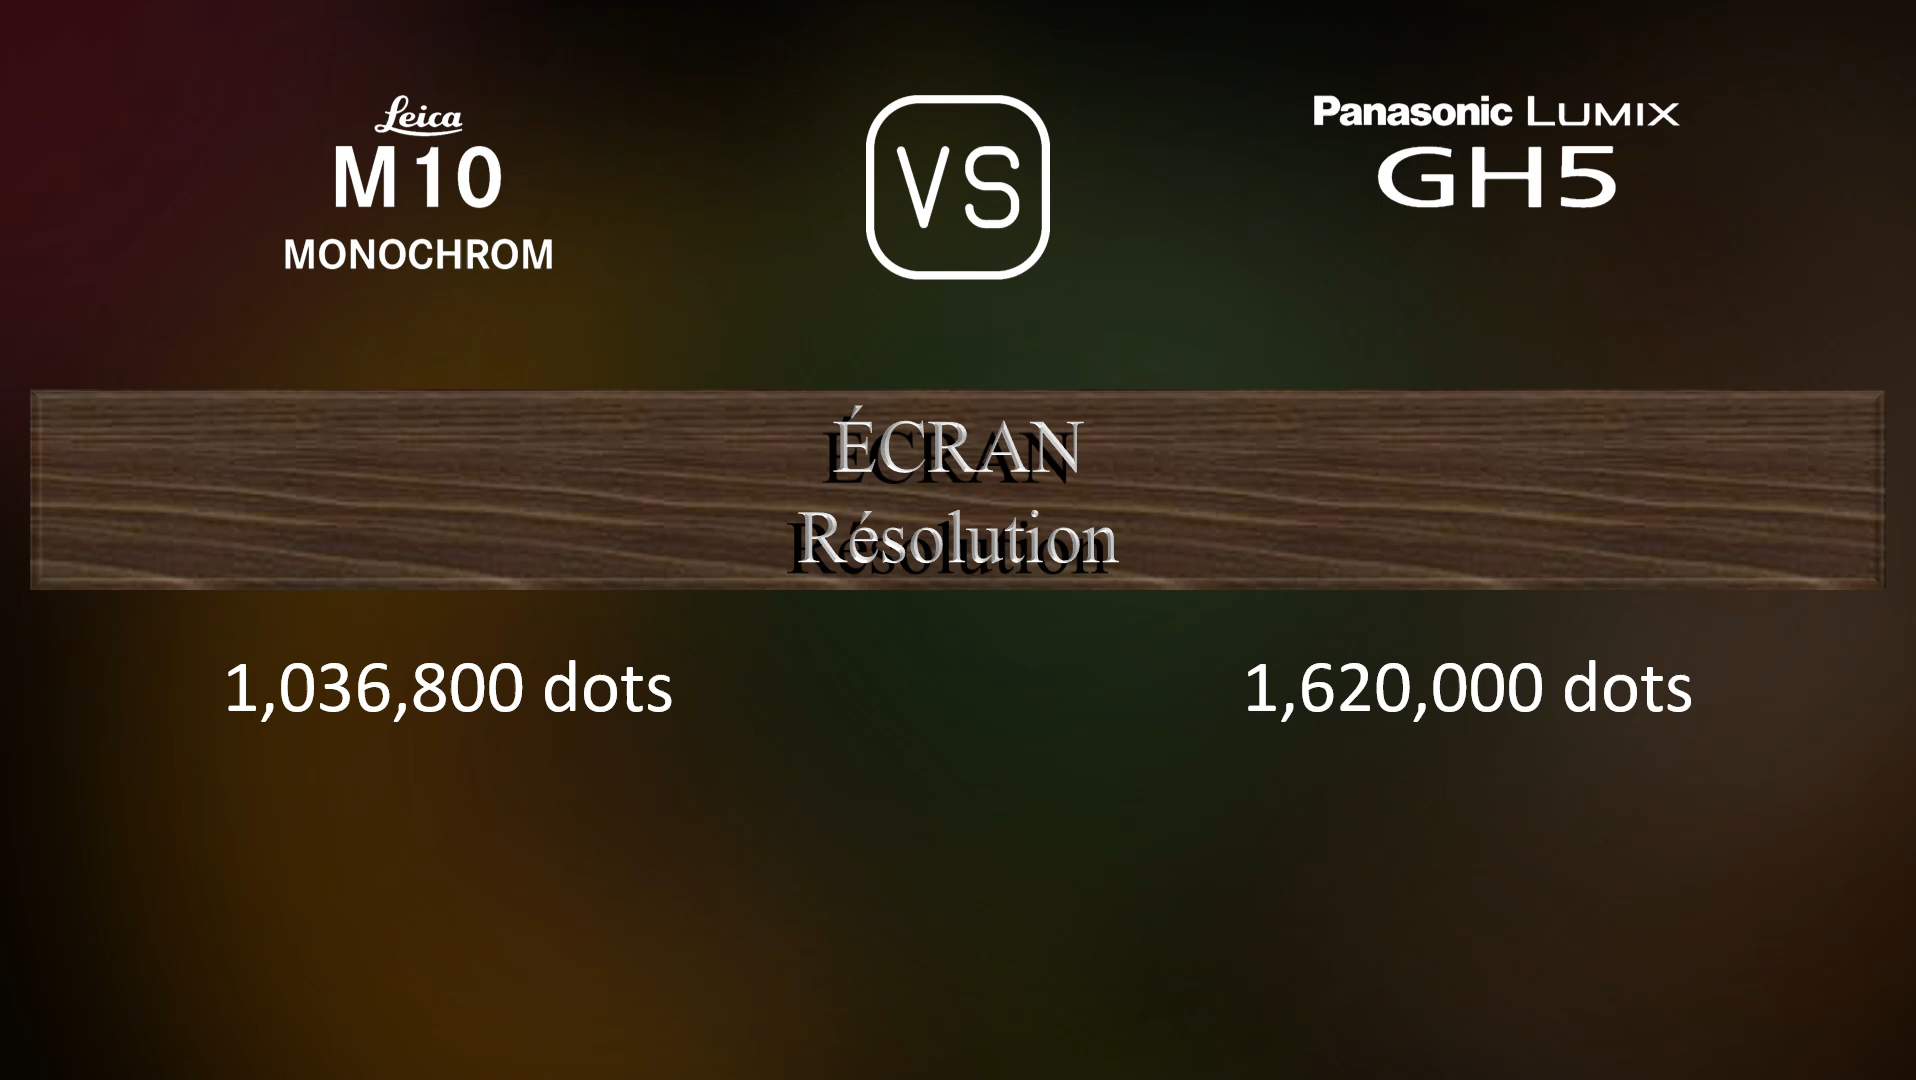 Leica
M10
MONOCHROM
VS
Panasonic LUMIX
GH5
ÉCRAN
Résolution
1,036,800 dots
1,620,000 dots